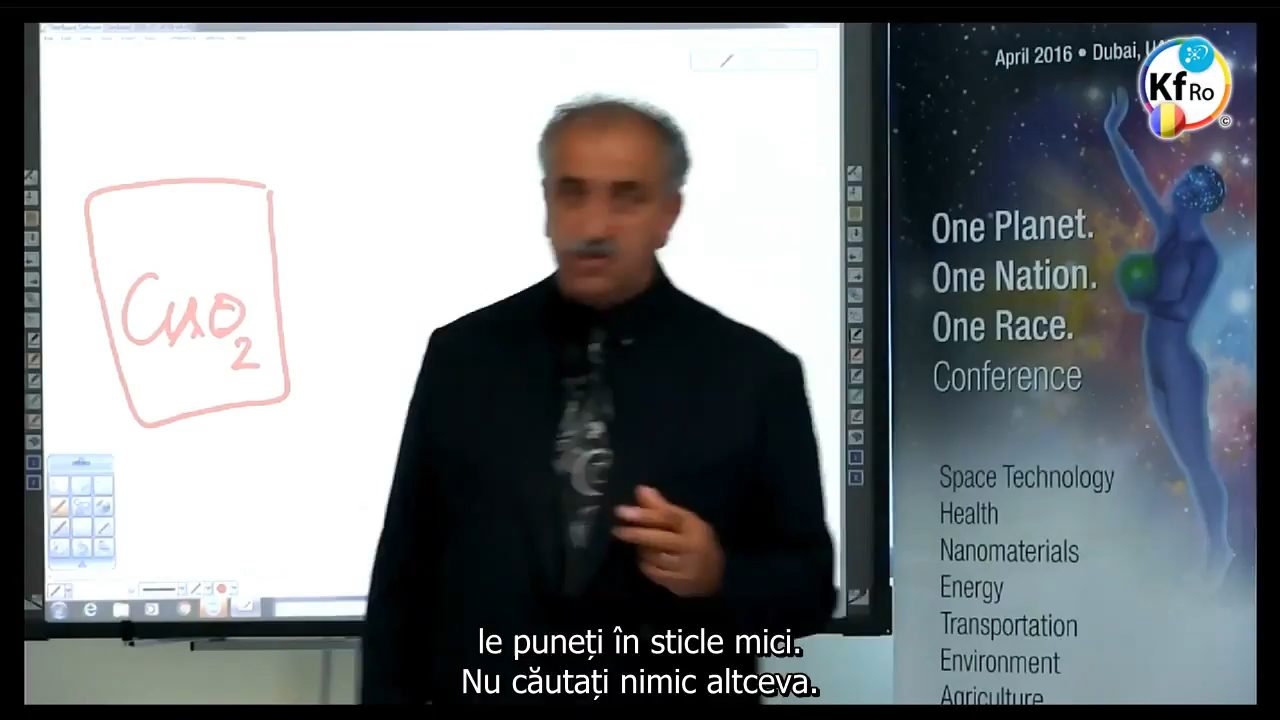 April 2016 • Dubai,
Kf Ro
©
One Planet.
One Nation.
One Race.
Conference
CuO2
Space Technology
Health
Nanomaterials
Energy
Transportation
Environment
Agriculture
le puneți în sticle mici.
Nu căutați nimic altceva.